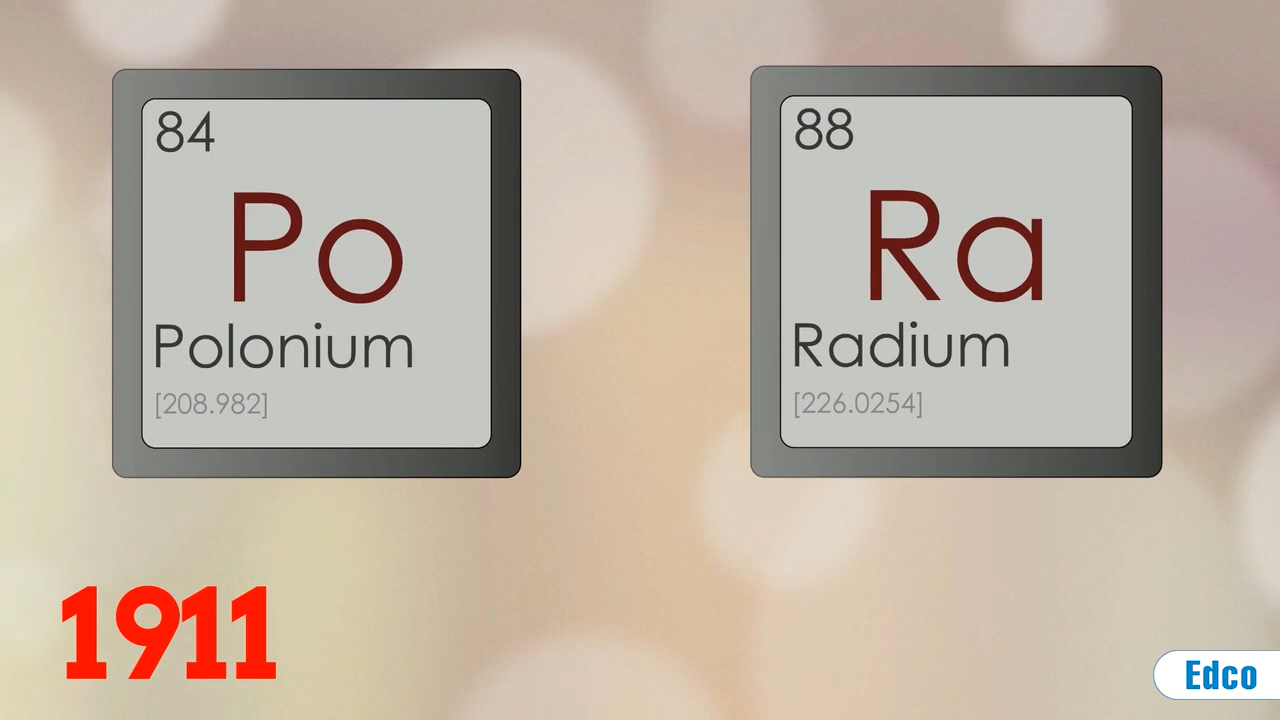 84
Po
Polonium
[208.982]
88
Ra
Radium
[226.0254]
1911
Edco